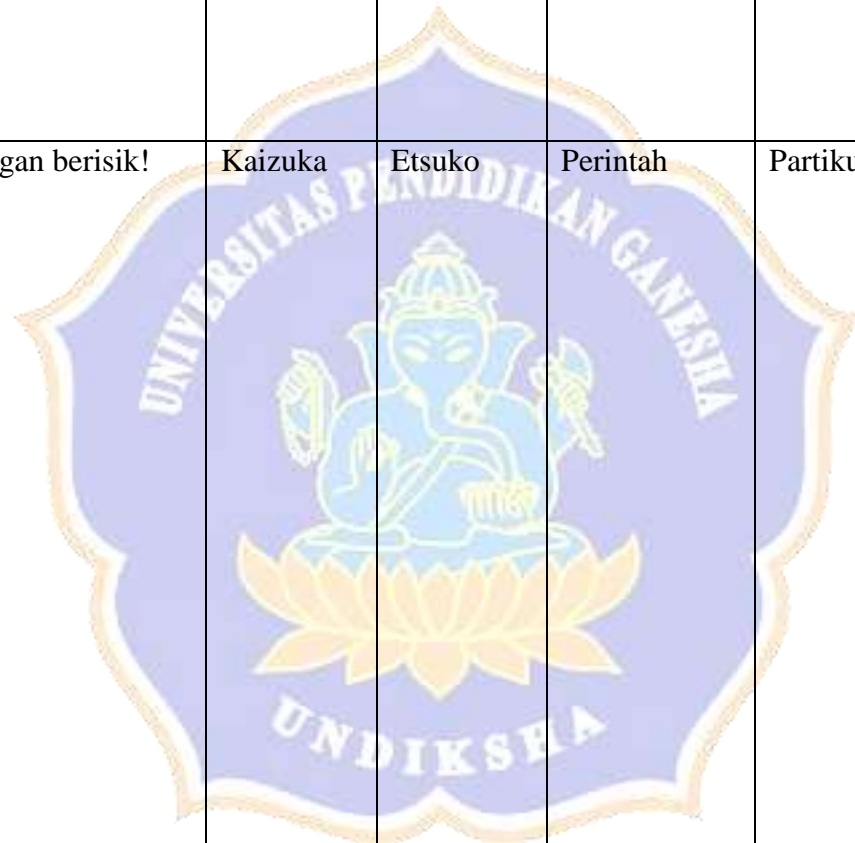 gan berisik! Kaizuka Etsuko Perintah Partiku
UNIVERSITAS PENDIDIKAN GANESHA
UNDIKSHA